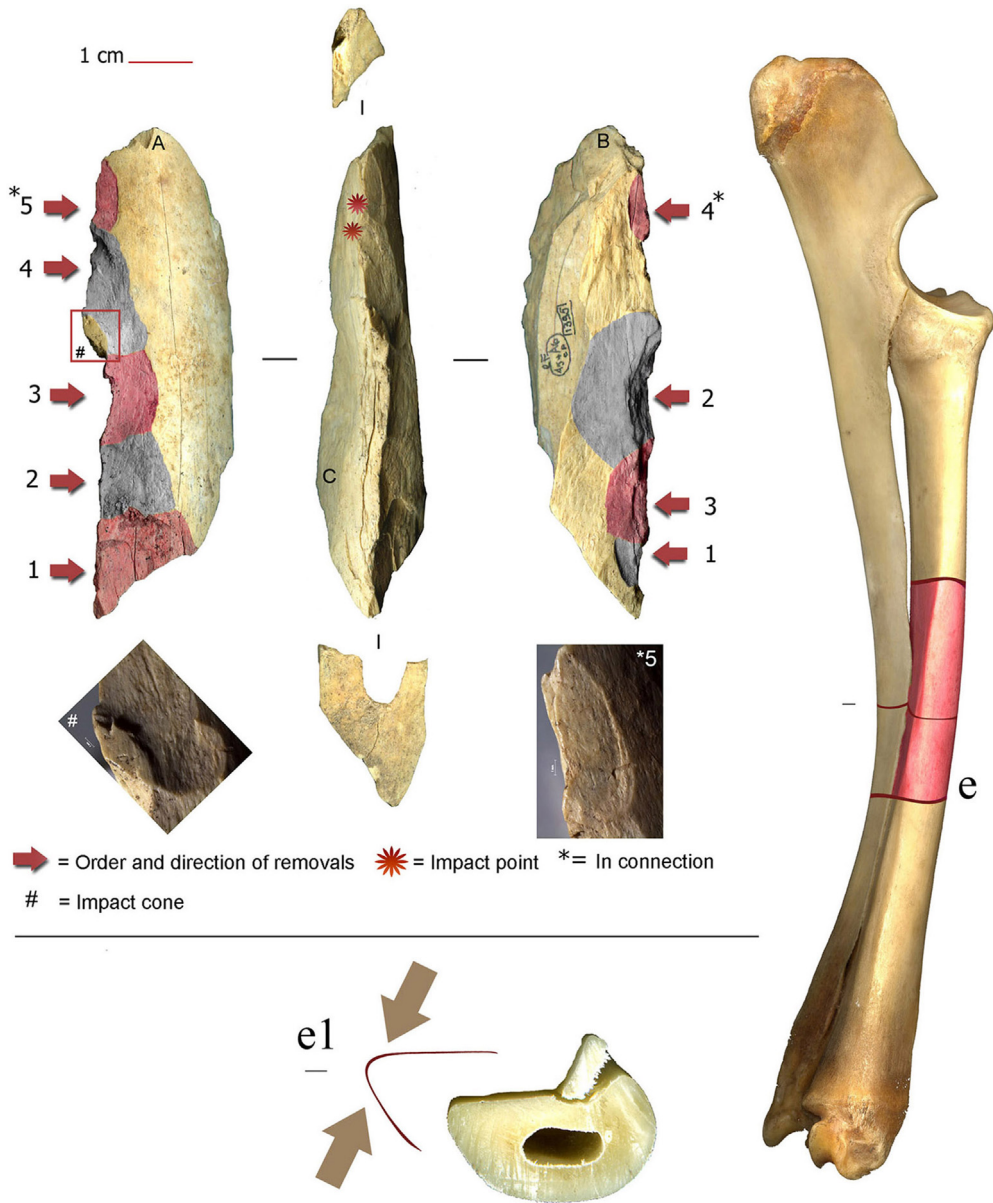 1 cm
A
B
C
*5
4
#
3
2
1
4*
2
3
1
13951
#
*5
e
= Order and direction of removals = Impact point *= In connection
# = Impact cone
e1